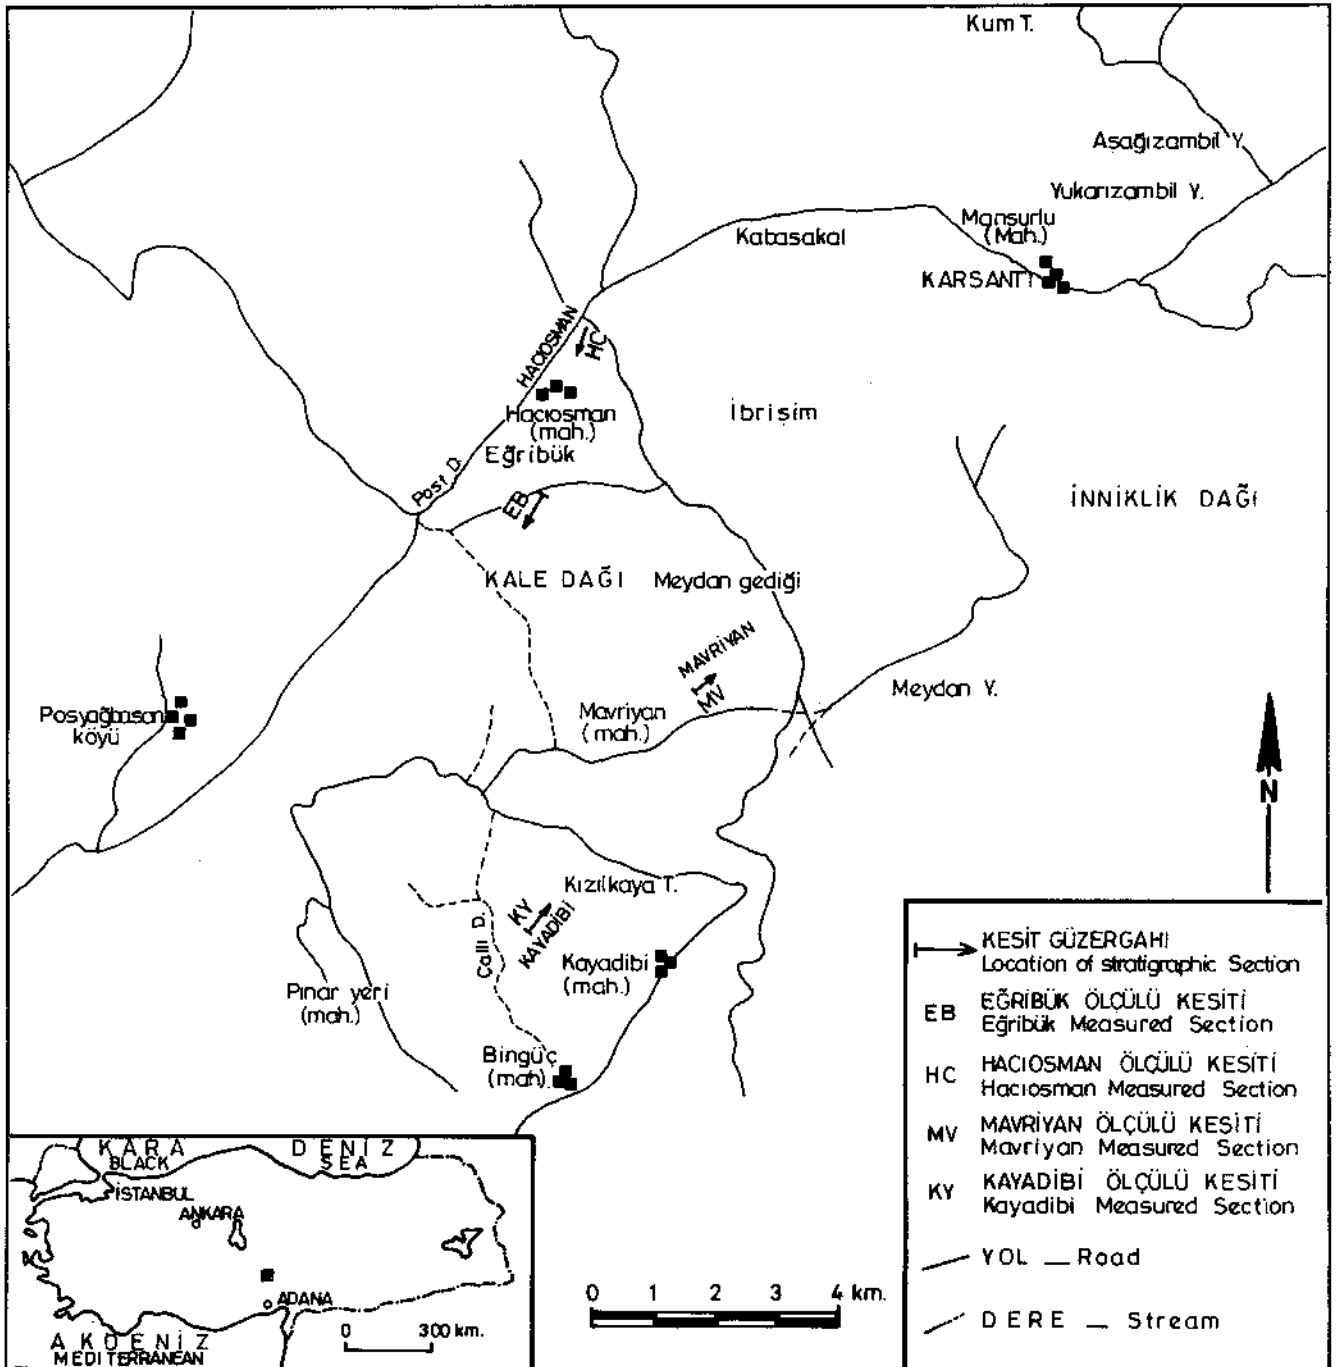 Kum T.
Aşağızambil Y.
Yukarızambil Y.
Mansurlu
(Mah.)
Kabasakal
KARSANTI
HACIOSMAN
HC
Hacıosman
(mah.)
İbrişim
Eğribük
Post D.
EB
İNNİKLİK DAĞI
KALE DAĞI
Meydan gediği
MAVRİYAN
MV
Meydan Y.
Posyağbasan
köyü
Mavriyan
(mah.)
N
Kızılkaya T.
KY
KAYADİBİ
Çallı D.
Kayadibi
(mah.)
Pınar yeri
(mah.)
Bingüç
(mah)
KESİT GÜZERGAHI
Location of stratigraphic Section
EB EĞRİBÜK ÖLÇÜLÜ KESİTİ
Eğribük Measured Section
HC HACIOSMAN ÖLÇÜLÜ KESİTİ
Hacıosman Measured Section
MV MAVRİYAN ÖLÇÜLÜ KESİTİ
Mavriyan Measured Section
KY KAYADİBİ ÖLÇÜLÜ KESİTİ
Kayadibi Measured Section
YOL _ Road
DERE _ Stream
KARA DENİZ
BLACK SEA
İSTANBUL
ANKARA
ADANA
AKDENİZ
MEDITERRANEAN
0 300 km.
0 1 2 3 4 km.